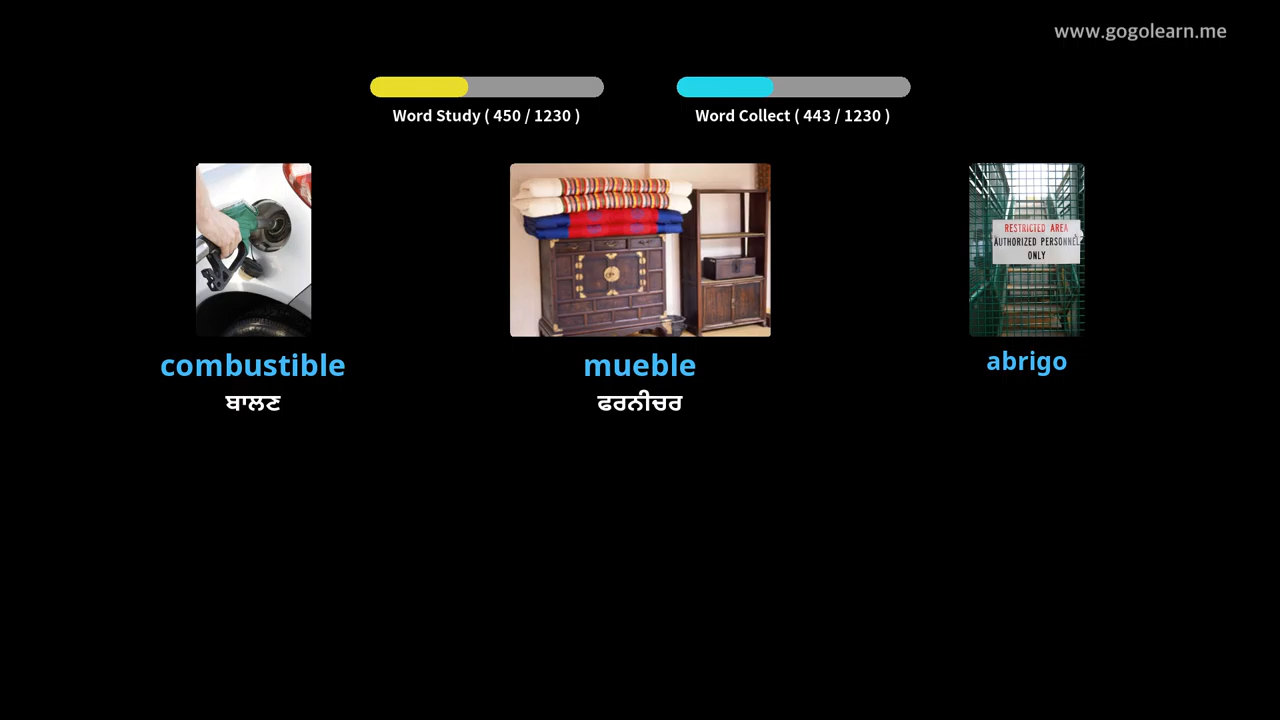 www.gogolearn.me
Word Study ( 450 / 1230 )
Word Collect ( 443 / 1230 )
RESTRICTED AREA
AUTHORIZED PERSONNEL
ONLY
combustible
mueble
abrigo
ਬਾਲਣ
ਫਰਨੀਚਰ